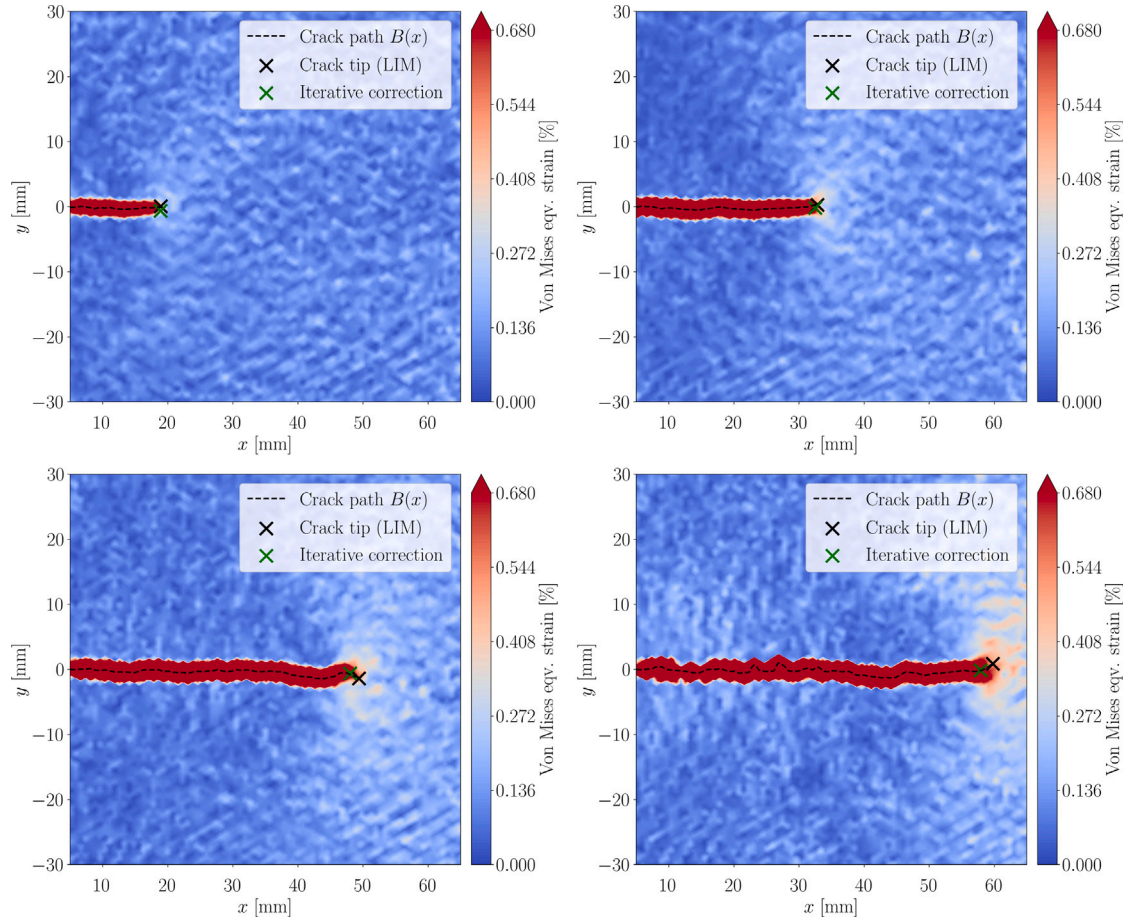 30
20
10
0
−10
−20
−30
y [mm]
10 20 30 40 50 60
x [mm]
Crack path B(x)
Crack tip (LIM)
Iterative correction
0.680
0.544
0.408
0.272
0.136
0.000
Von Mises eqv. strain [%]
30
20
10
0
−10
−20
−30
y [mm]
10 20 30 40 50 60
x [mm]
Crack path B(x)
Crack tip (LIM)
Iterative correction
0.680
0.544
0.408
0.272
0.136
0.000
Von Mises eqv. strain [%]
30
20
10
0
−10
−20
−30
y [mm]
10 20 30 40 50 60
x [mm]
Crack path B(x)
Crack tip (LIM)
Iterative correction
0.680
0.544
0.408
0.272
0.136
0.000
Von Mises eqv. strain [%]
30
20
10
0
−10
−20
−30
y [mm]
10 20 30 40 50 60
x [mm]
Crack path B(x)
Crack tip (LIM)
Iterative correction
0.680
0.544
0.408
0.272
0.136
0.000
Von Mises eqv. strain [%]